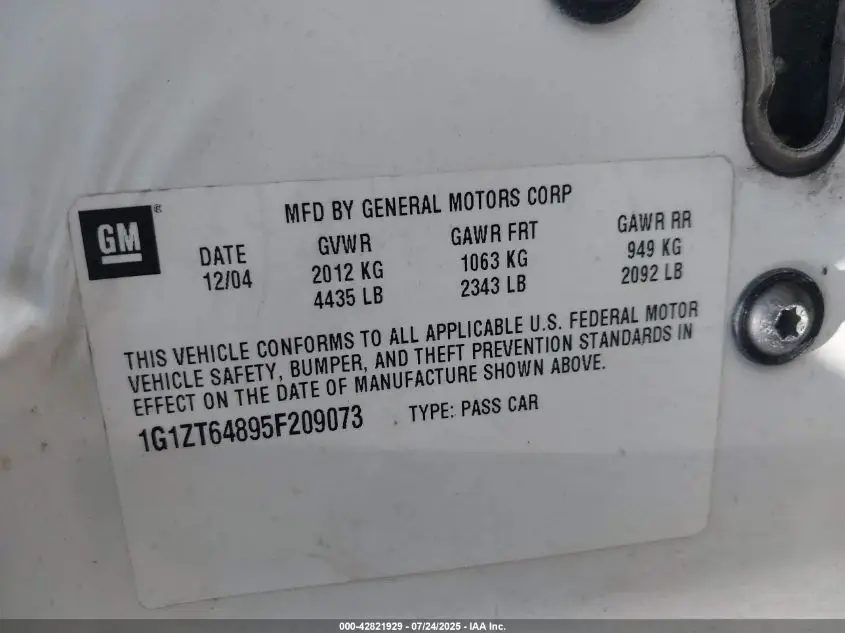 MFD BY GENERAL MOTORS CORP
GM ®
DATE GVWR GAWR FRT GAWR RR
12/04 2012 KG 1063 KG 949 KG
4435 LB 2343 LB 2092 LB
THIS VEHICLE CONFORMS TO ALL APPLICABLE U.S. FEDERAL MOTOR
VEHICLE SAFETY, BUMPER, AND THEFT PREVENTION STANDARDS IN
EFFECT ON THE DATE OF MANUFACTURE SHOWN ABOVE.
1G1ZT64895F209073 TYPE: PASS CAR
000-42821929 - 07/24/2025 - IAA Inc.